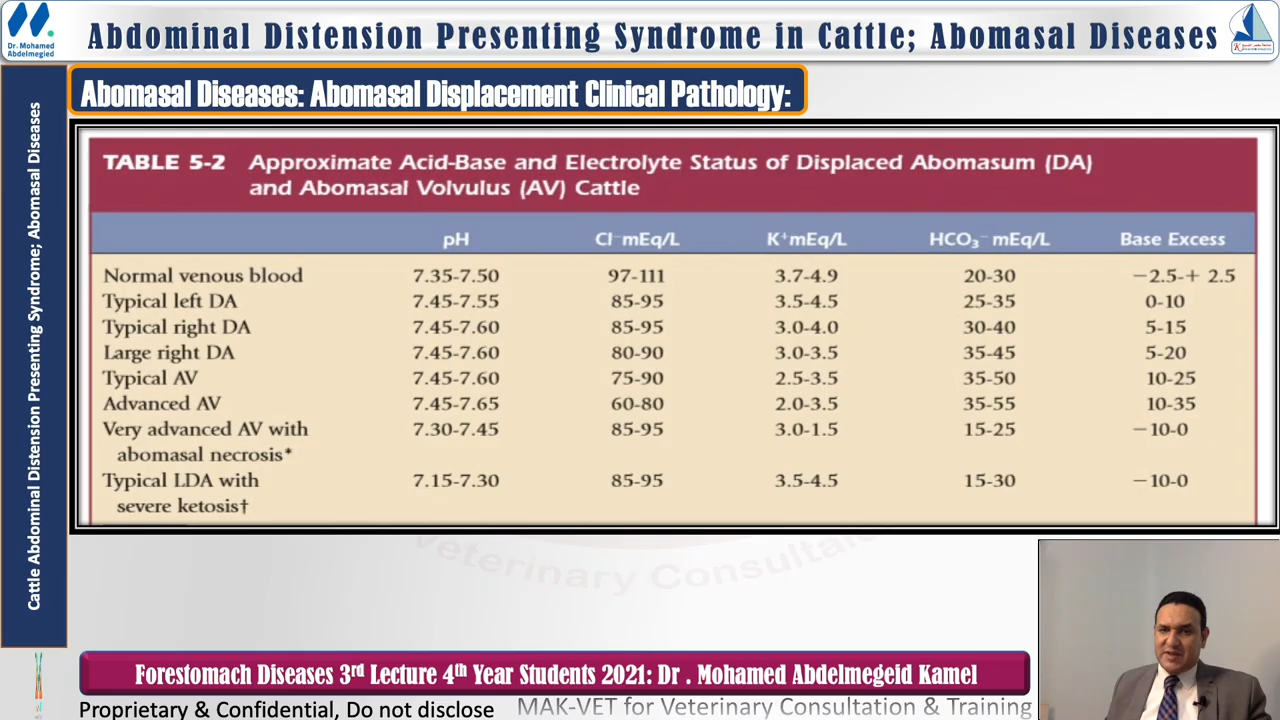 Dr. Mohamed
Abdelmegied
Abdominal Distension Presenting Syndrome in Cattle; Abomasal Diseases
Cattle Abdominal Distension Presenting Syndrome; Abomasal Diseases
Abomasal Diseases: Abomasal Displacement Clinical Pathology:
TABLE 5-2 Approximate Acid-Base and Electrolyte Status of Displaced Abomasum (DA)
and Abomasal Volvulus (AV) Cattle
pH Cl⁻mEq/L K⁺mEq/L HCO₃⁻ mEq/L Base Excess
Normal venous blood 7.35-7.50 97-111 3.7-4.9 20-30 −2.5-+ 2.5
Typical left DA 7.45-7.55 85-95 3.5-4.5 25-35 0-10
Typical right DA 7.45-7.60 85-95 3.0-4.0 30-40 5-15
Large right DA 7.45-7.60 80-90 3.0-3.5 35-45 5-20
Typical AV 7.45-7.60 75-90 2.5-3.5 35-50 10-25
Advanced AV 7.45-7.65 60-80 2.0-3.5 35-55 10-35
Very advanced AV with 7.30-7.45 85-95 3.0-1.5 15-25 −10-0
abomasal necrosis*
Typical LDA with 7.15-7.30 85-95 3.5-4.5 15-30 −10-0
severe ketosis†
Veterinary Consulta
Forestomach Diseases 3rd Lecture 4th Year Students 2021: Dr . Mohamed Abdelmegeid Kamel
Proprietary & Confidential, Do not disclose
MAK-VET for Veterinary Consultation & Training